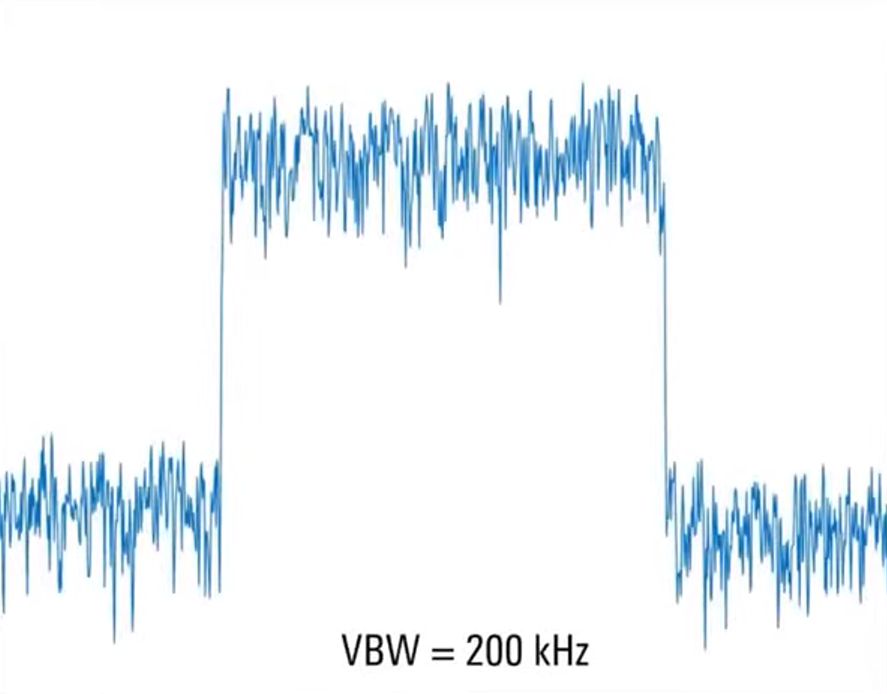 VBW = 200 kHz